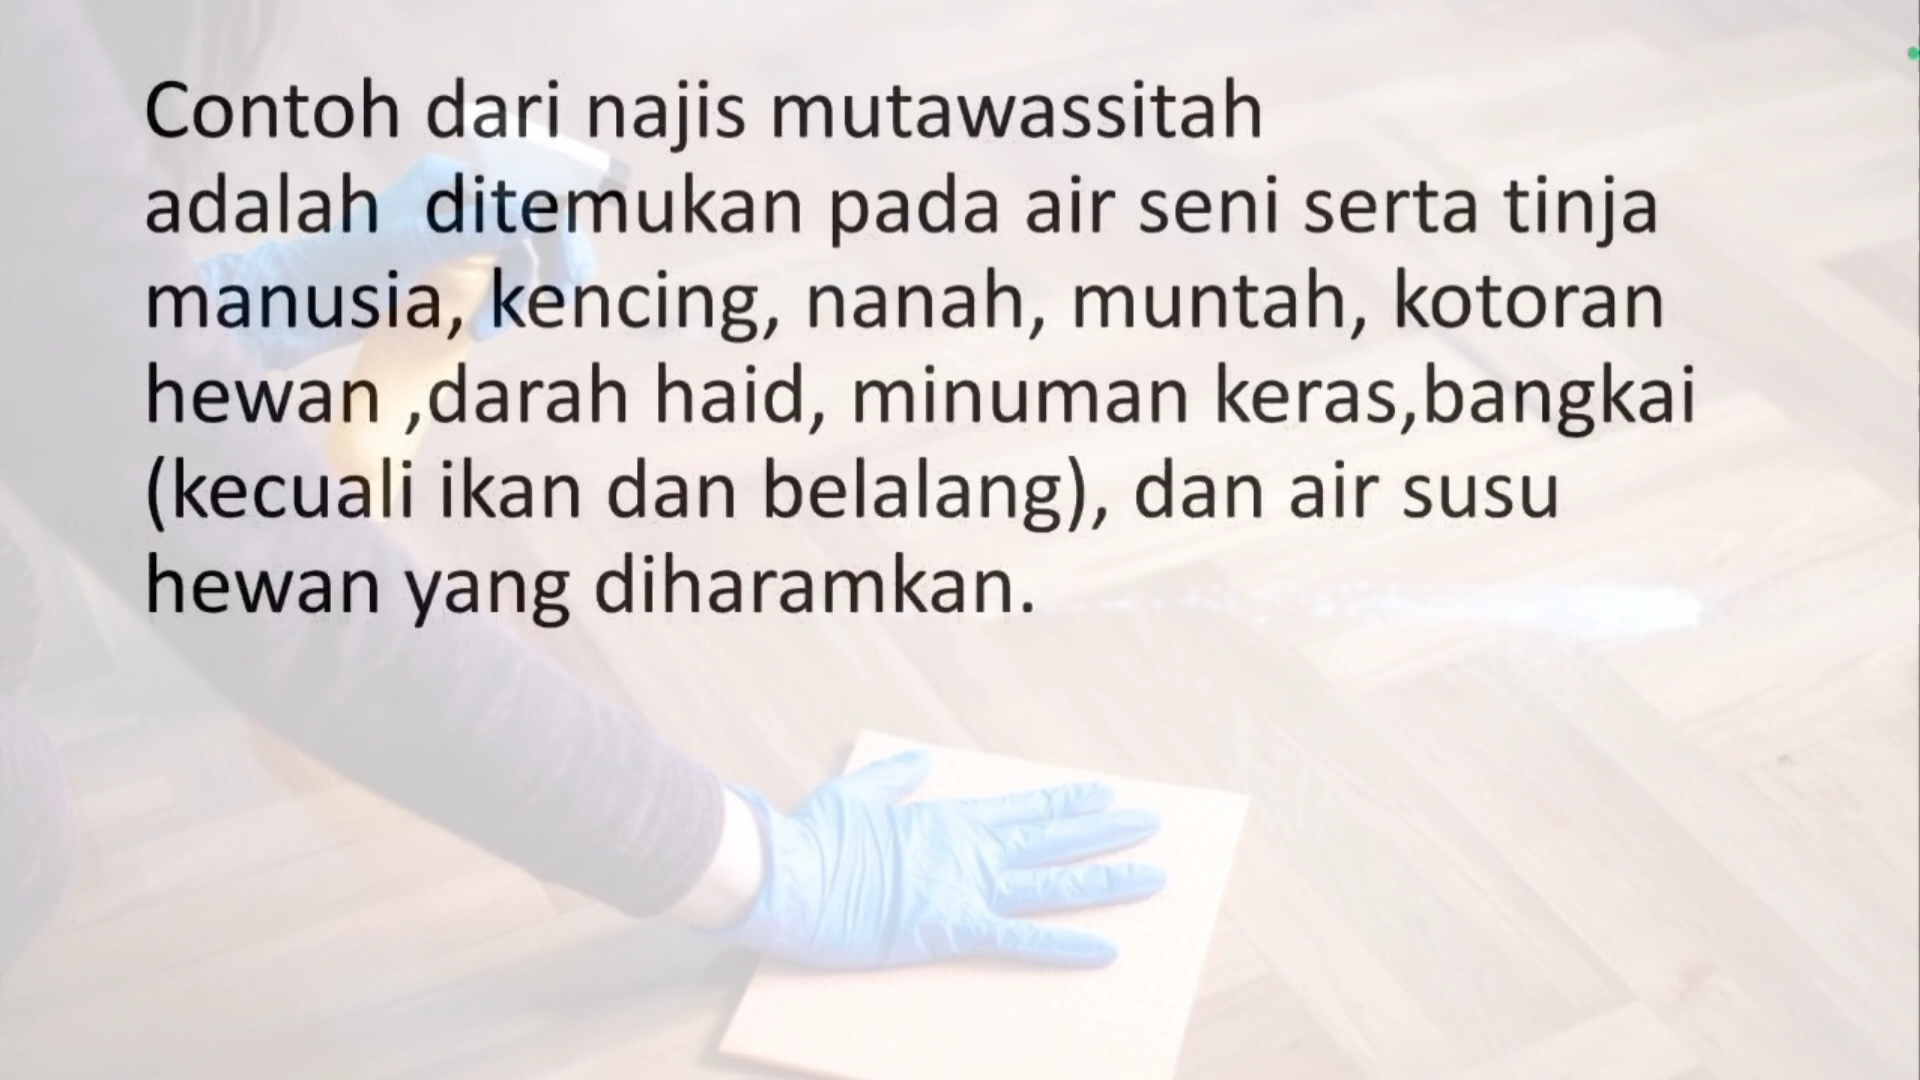 Contoh dari najis mutawassitah
adalah  ditemukan pada air seni serta tinja
manusia, kencing, nanah, muntah, kotoran
hewan ,darah haid, minuman keras,bangkai
(kecuali ikan dan belalang), dan air susu
hewan yang diharamkan.